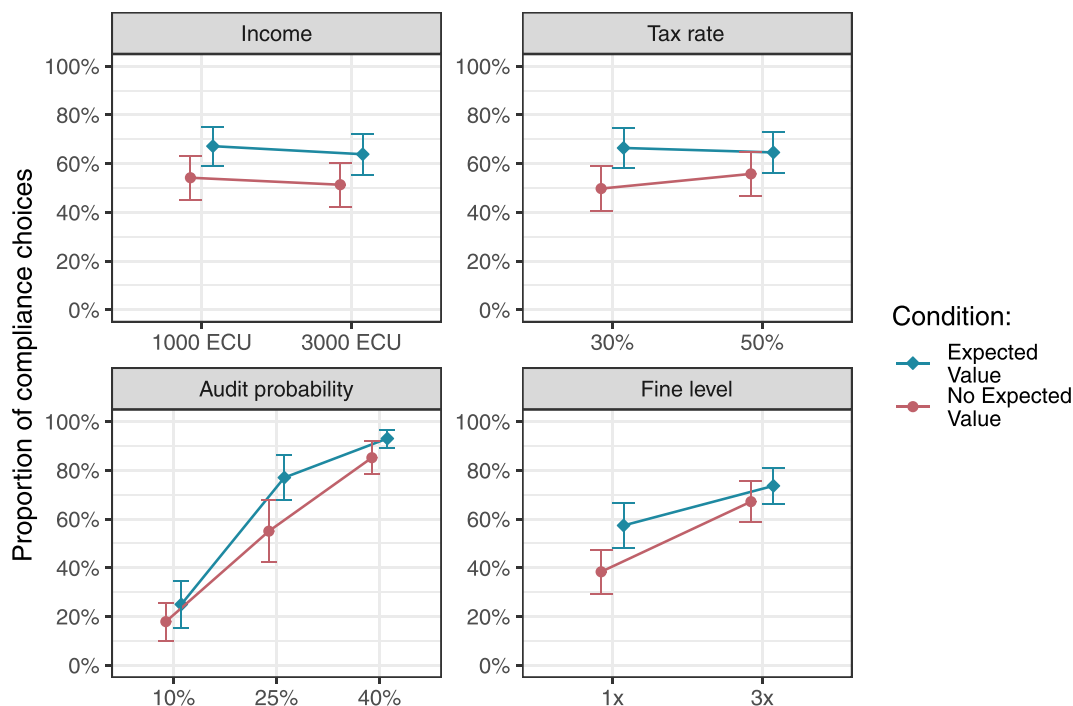 Income
Tax rate
100%
80%
60%
40%
20%
0%
1000 ECU
3000 ECU
100%
80%
60%
40%
20%
0%
30%
50%
Proportion of compliance choices
Audit probability
Fine level
100%
80%
60%
40%
20%
0%
10%
25%
40%
100%
80%
60%
40%
20%
0%
1x
3x
Condition:
Expected
Value
No Expected
Value